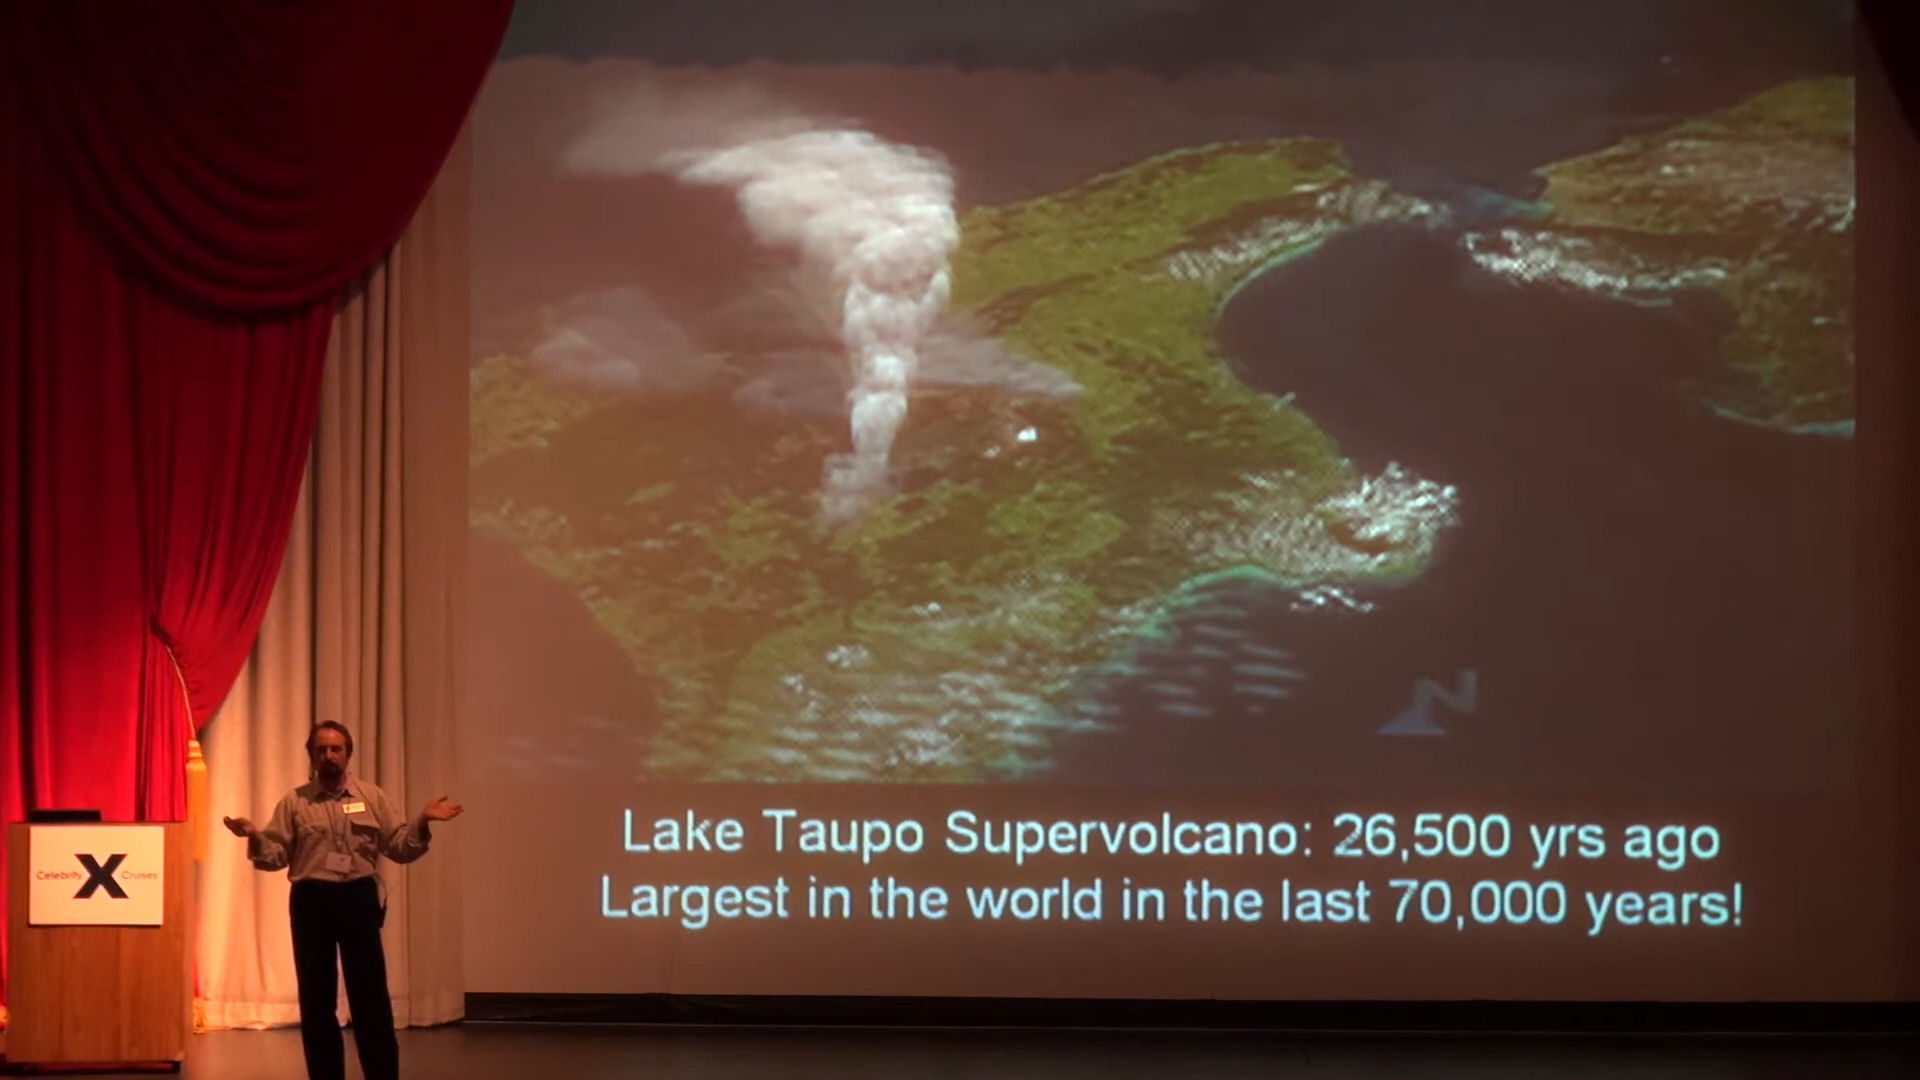 N
Lake Taupo Supervolcano: 26,500 yrs ago
Largest in the world in the last 70,000 years!
Celebrity X Cruises